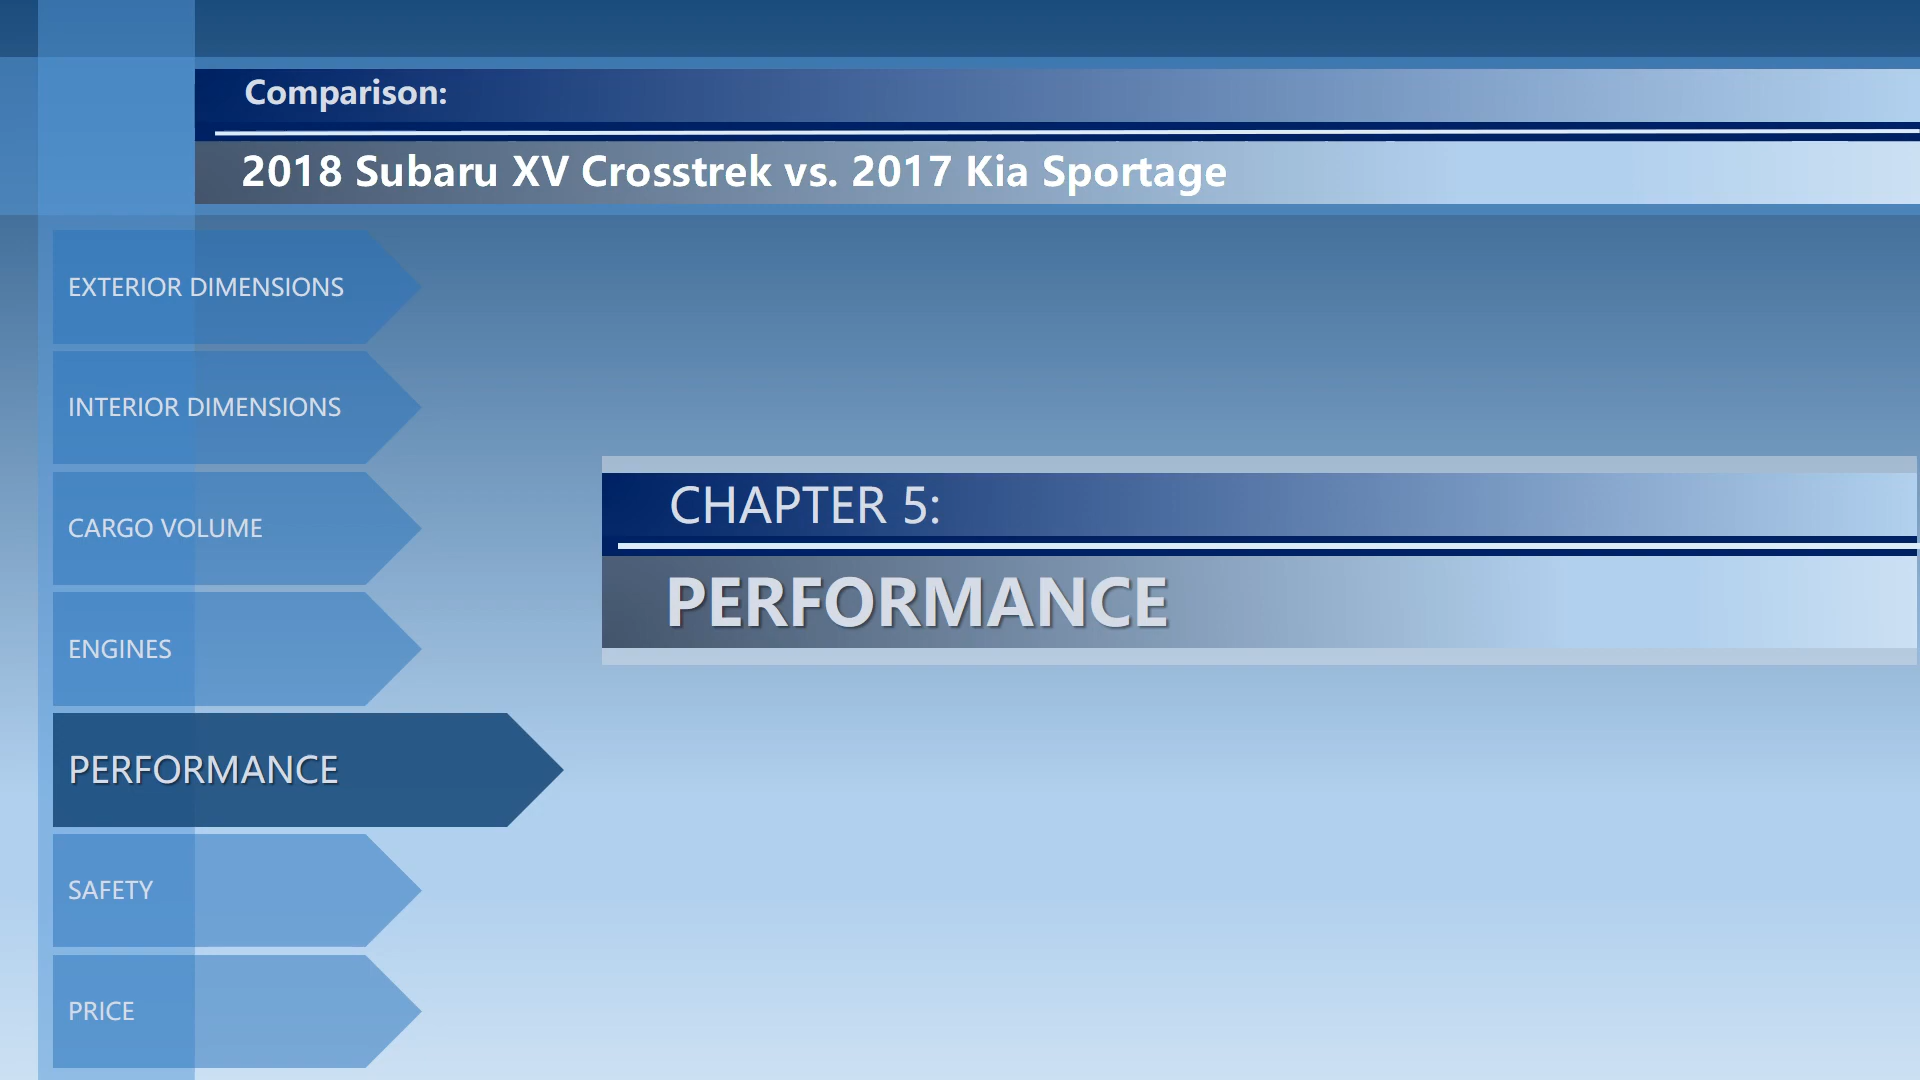 Comparison:
2018 Subaru XV Crosstrek vs. 2017 Kia Sportage
EXTERIOR DIMENSIONS
INTERIOR DIMENSIONS
CARGO VOLUME
ENGINES
PERFORMANCE
SAFETY
PRICE
CHAPTER 5:
PERFORMANCE